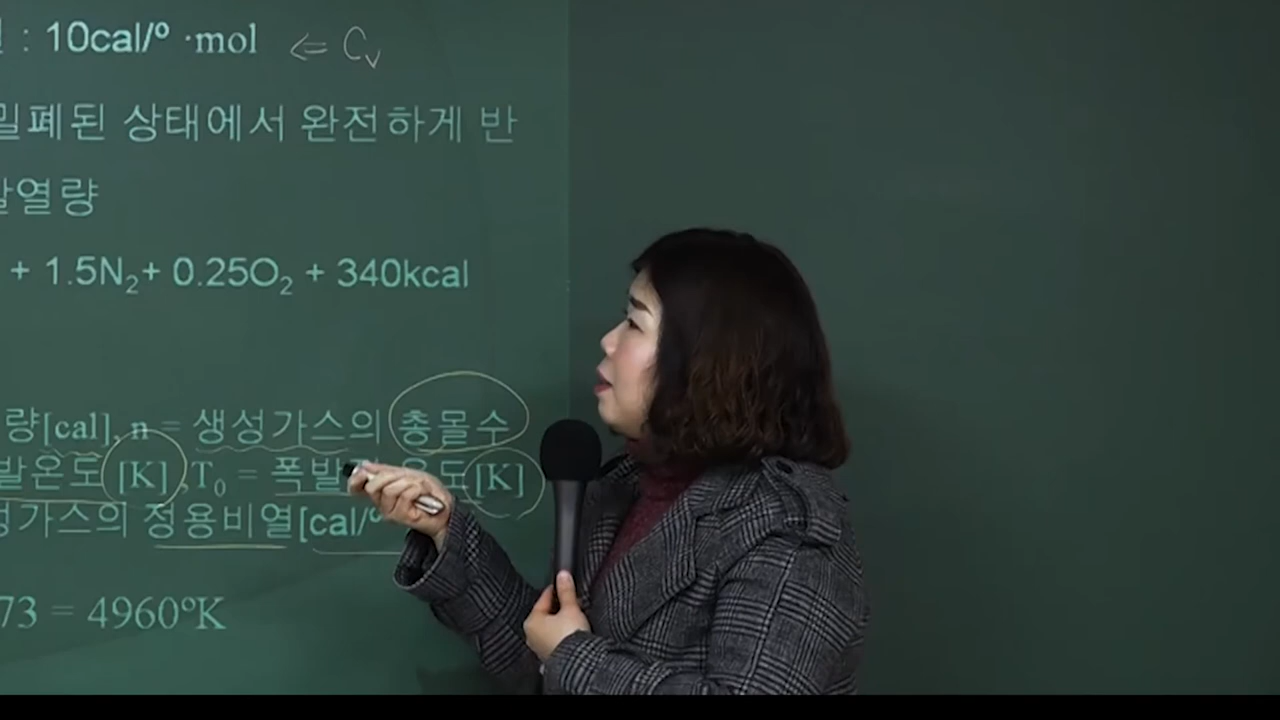 : 10cal/º ·mol ⇐ Cv
밀폐된 상태에서 완전하게 반
발열량
+ 1.5N₂+ 0.25O₂ + 340kcal
량[cal], n = 생성가스의 총몰수
발온도 [K] ,T₀ = 폭발전 온도[K]
성가스의 정용비열[cal/º
73 = 4960ºK